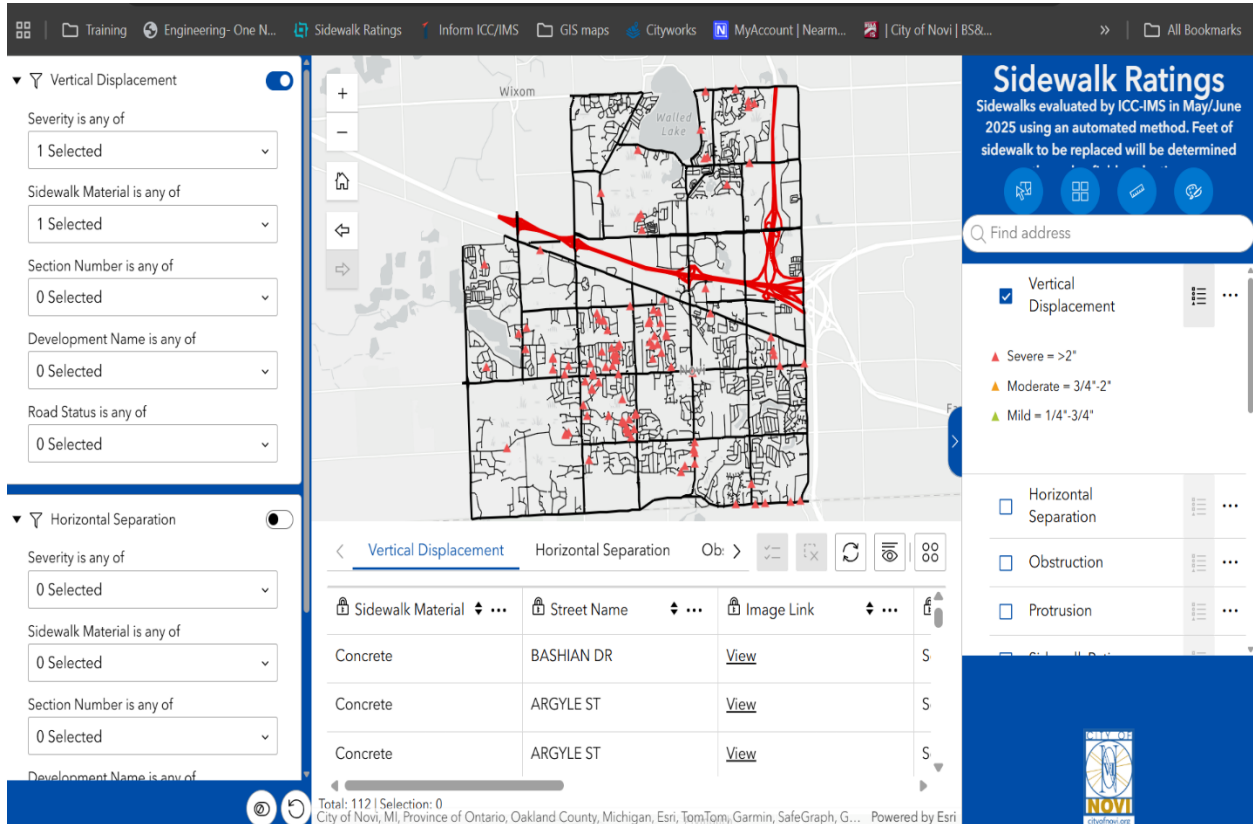 Training
Engineering- One N...
Sidewalk Ratings
Inform ICC/IMS
GIS maps
Cityworks
MyAccount | Nearm...
| City of Novi | BS&...
»
All Bookmarks
Vertical Displacement
Severity is any of
1 Selected
Sidewalk Material is any of
1 Selected
Section Number is any of
0 Selected
Development Name is any of
0 Selected
Road Status is any of
0 Selected
Horizontal Separation
Severity is any of
0 Selected
Sidewalk Material is any of
0 Selected
Section Number is any of
0 Selected
Development Name is any of
+
−
Wixom
Walled
Lake
Novi
Fa
Vertical Displacement
Horizontal Separation
Ob:
Sidewalk Material
Street Name
Image Link
Concrete BASHIAN DR View S
Concrete ARGYLE ST View S
Concrete ARGYLE ST View S
Total: 112 | Selection: 0
City of Novi, MI, Province of Ontario, Oakland County, Michigan, Esri, TomTom, Garmin, SafeGraph, G... Powered by Esri
Sidewalk Ratings
Sidewalks evaluated by ICC-IMS in May/June
2025 using an automated method. Feet of
sidewalk to be replaced will be determined
Find address
Vertical
Displacement
Severe = >2"
Moderate = 3/4"-2"
Mild = 1/4"-3/4"
Horizontal
Separation
Obstruction
Protrusion
CITY OF
NOVI
cityofnovi.org